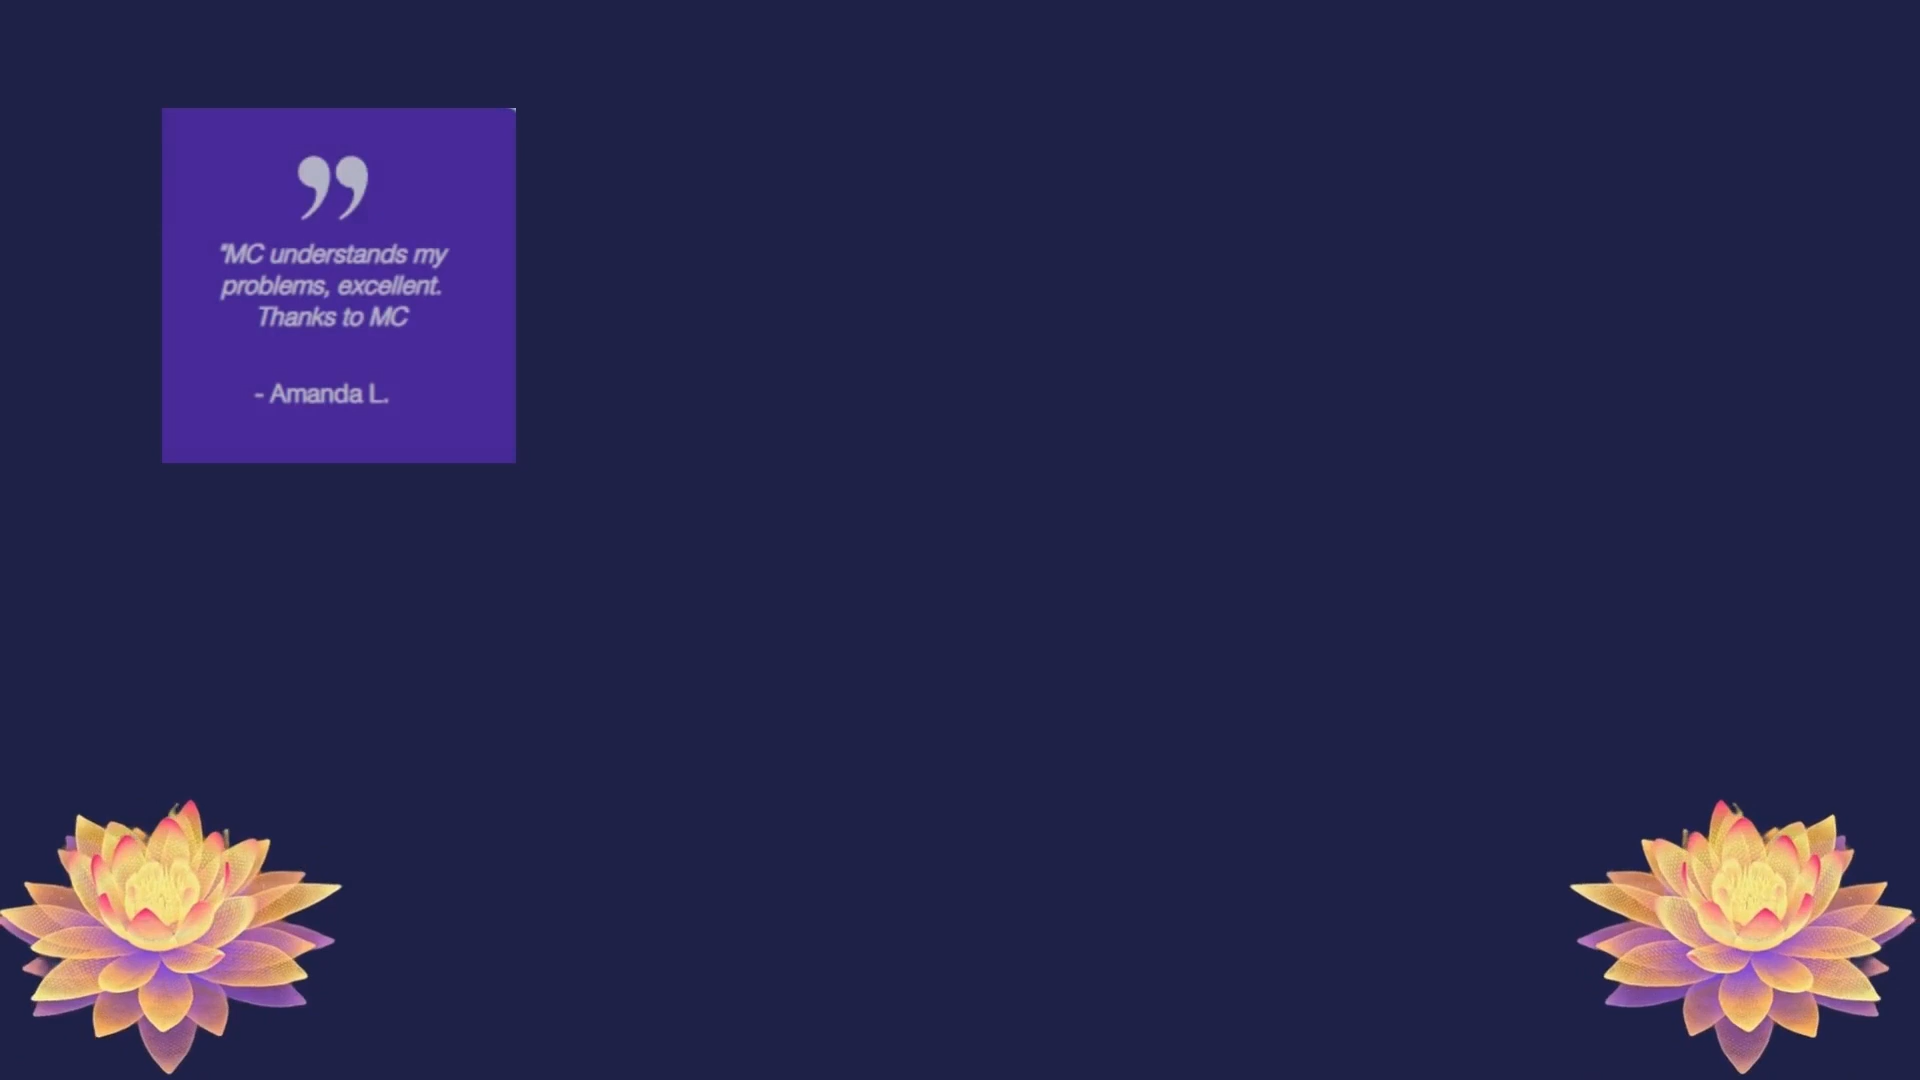 ”
"MC understands my
problems, excellent.
Thanks to MC
- Amanda L.